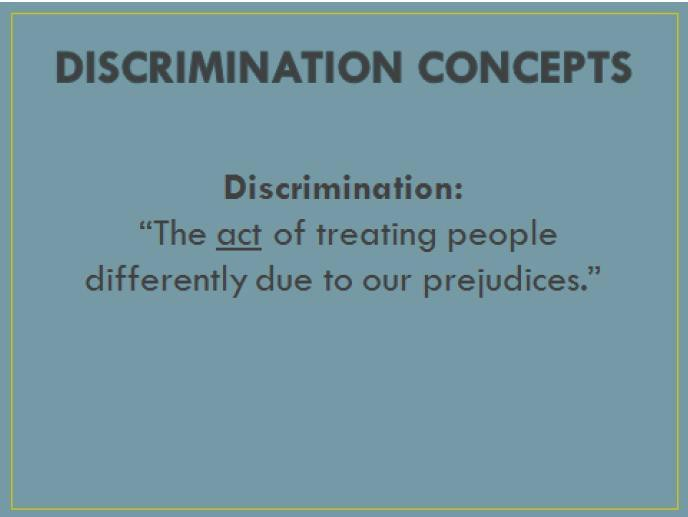 DISCRIMINATION CONCEPTS
Discrimination:
“The act of treating people
differently due to our prejudices.”